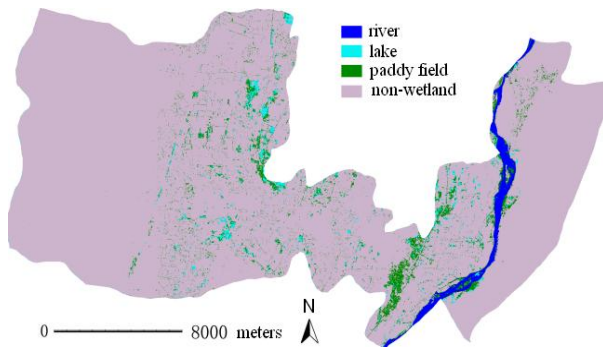 river
lake
paddy field
non-wetland
N
0 8000 meters